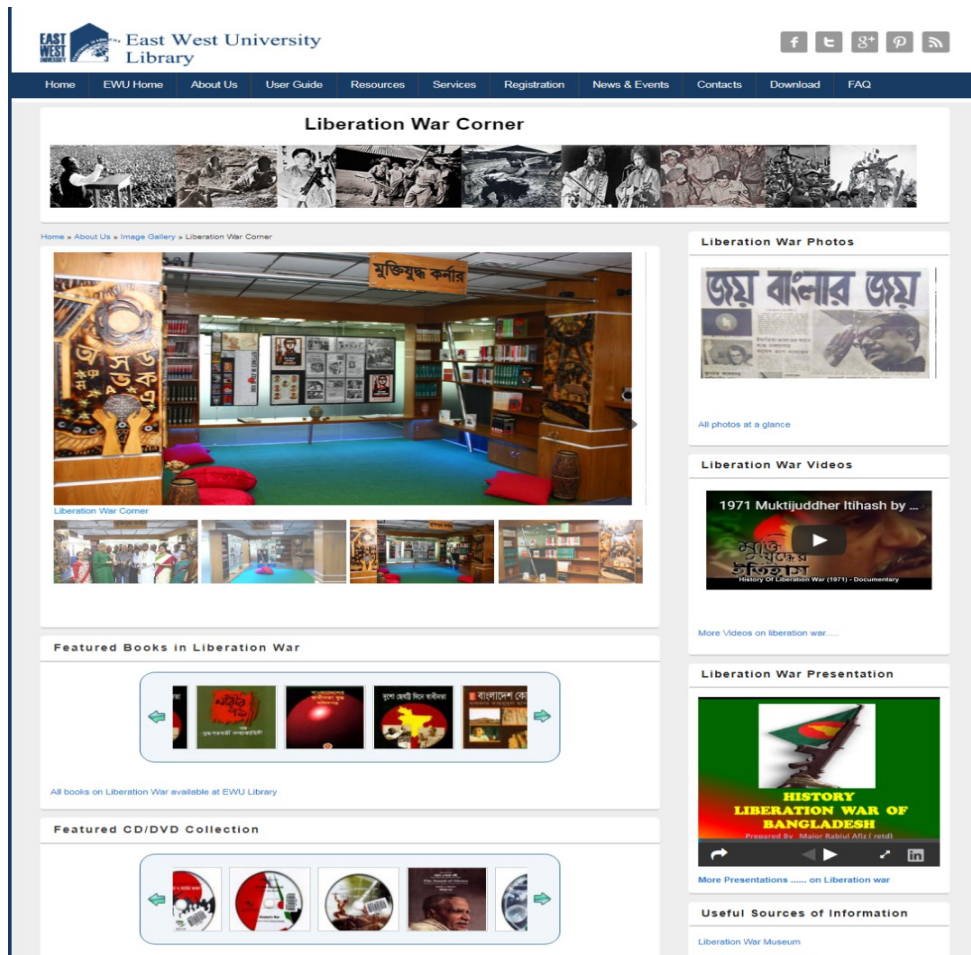 EAST
WEST
UNIVERSITY
East West University
Library
Home EWU Home About Us User Guide Resources Services Registration News & Events Contacts Download FAQ
Liberation War Corner
Home » About Us » Image Gallery » Liberation War Corner
মুক্তিযুদ্ধ কর্নার
Liberation War Corner
Featured Books in Liberation War
All books on Liberation War available at EWU Library
Featured CD/DVD Collection
Liberation War Photos
জয় বাংলার জয়
All photos at a glance
Liberation War Videos
1971 Muktijuddher Itihash by ...
মুক্তি
যুদ্ধের
ইতিহাস
History Of Liberation War (1971) - Documentary
More Videos on liberation war.....
Liberation War Presentation
HISTORY
LIBERATION WAR OF
BANGLADESH
Prepared By Major Rabiul Afiz ( retd)
More Presentations ...... on Liberation war
Useful Sources of Information
Liberation War Museum